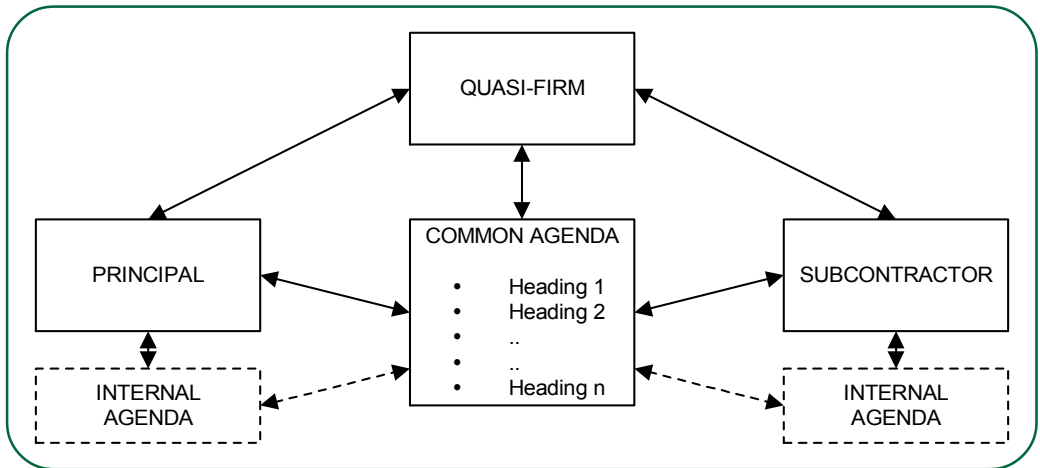 QUASI-FIRM
PRINCIPAL
COMMON AGENDA
• Heading 1
• Heading 2
• ..
• ..
• Heading n
SUBCONTRACTOR
INTERNAL
AGENDA
INTERNAL
AGENDA